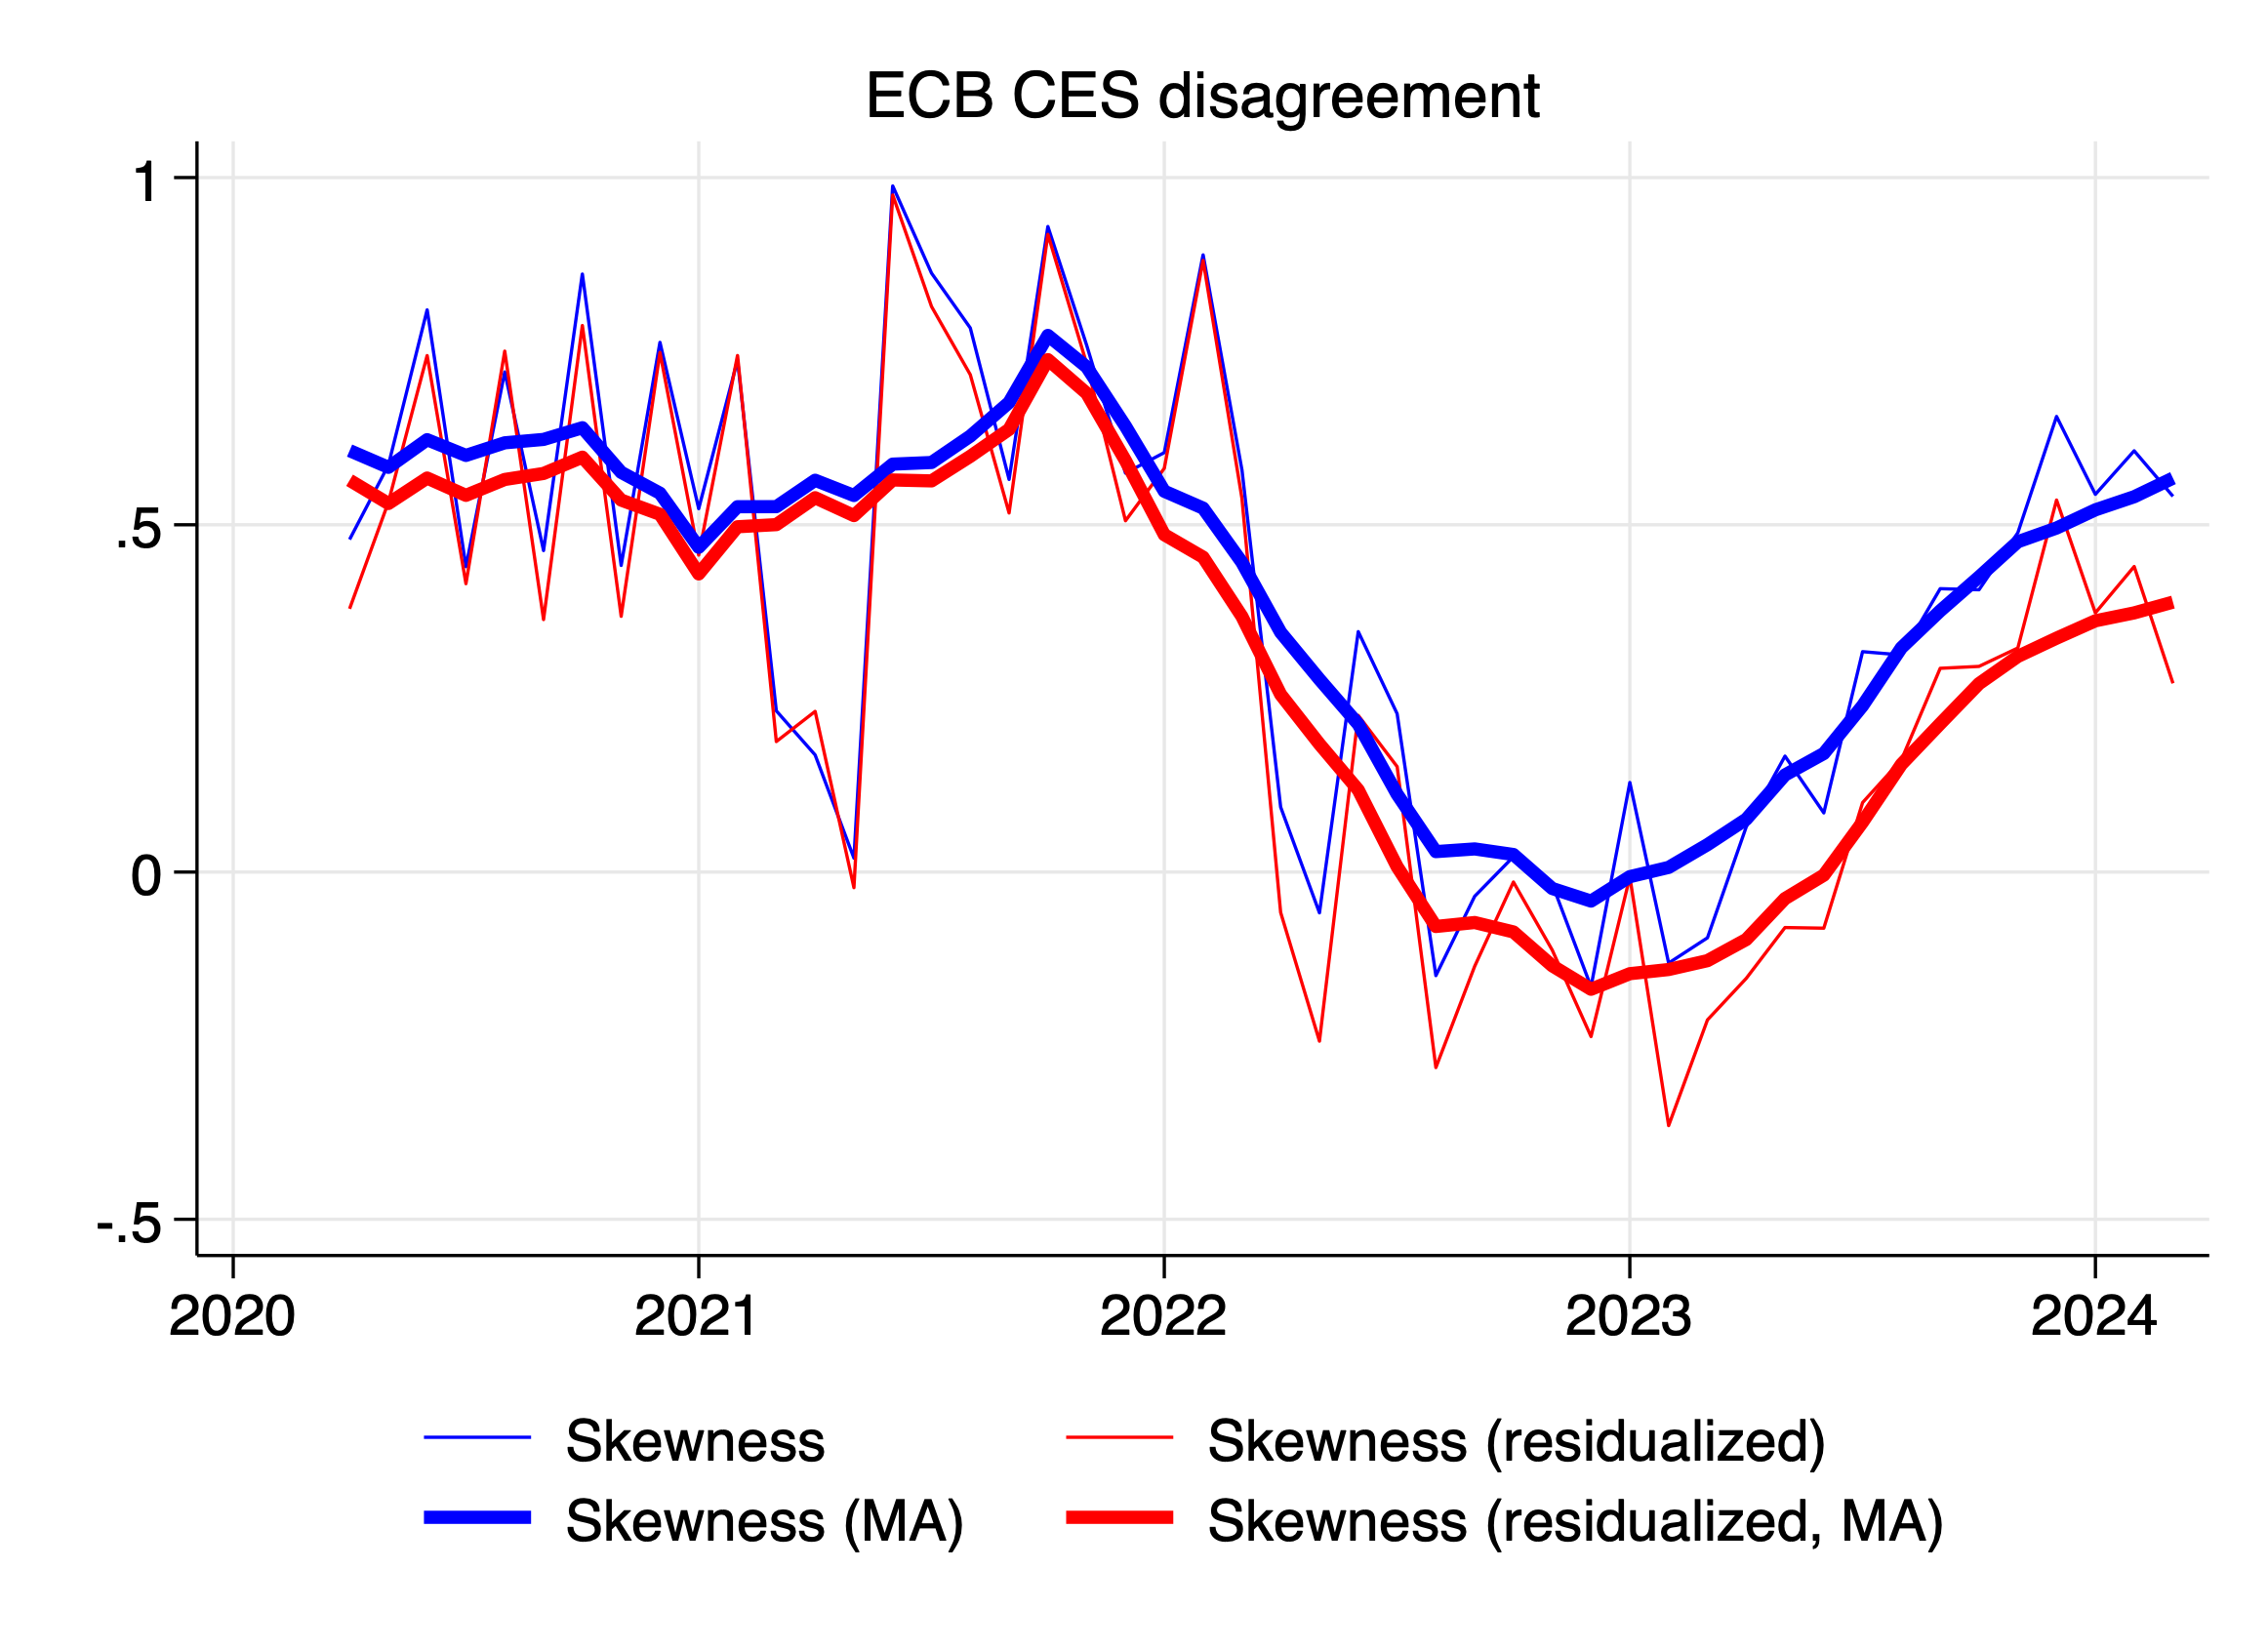 ECB CES disagreement
1
.5
0
-.5
2020 2021 2022 2023 2024
Skewness Skewness (residualized)
Skewness (MA) Skewness (residualized, MA)